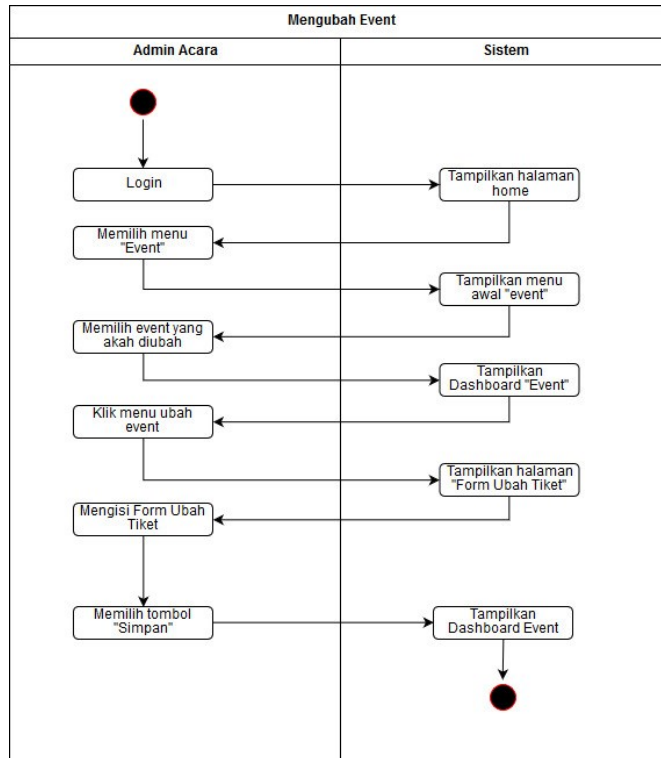 Mengubah Event
Admin Acara
Sistem
Login
Tampilkan halaman
home
Memilih menu
"Event"
Tampilkan menu
awal "event"
Memilih event yang
akah diubah
Tampilkan
Dashboard "Event"
Klik menu ubah
event
Tampilkan halaman
"Form Ubah Tiket"
Mengisi Form Ubah
Tiket
Memilih tombol
"Simpan"
Tampilkan
Dashboard Event